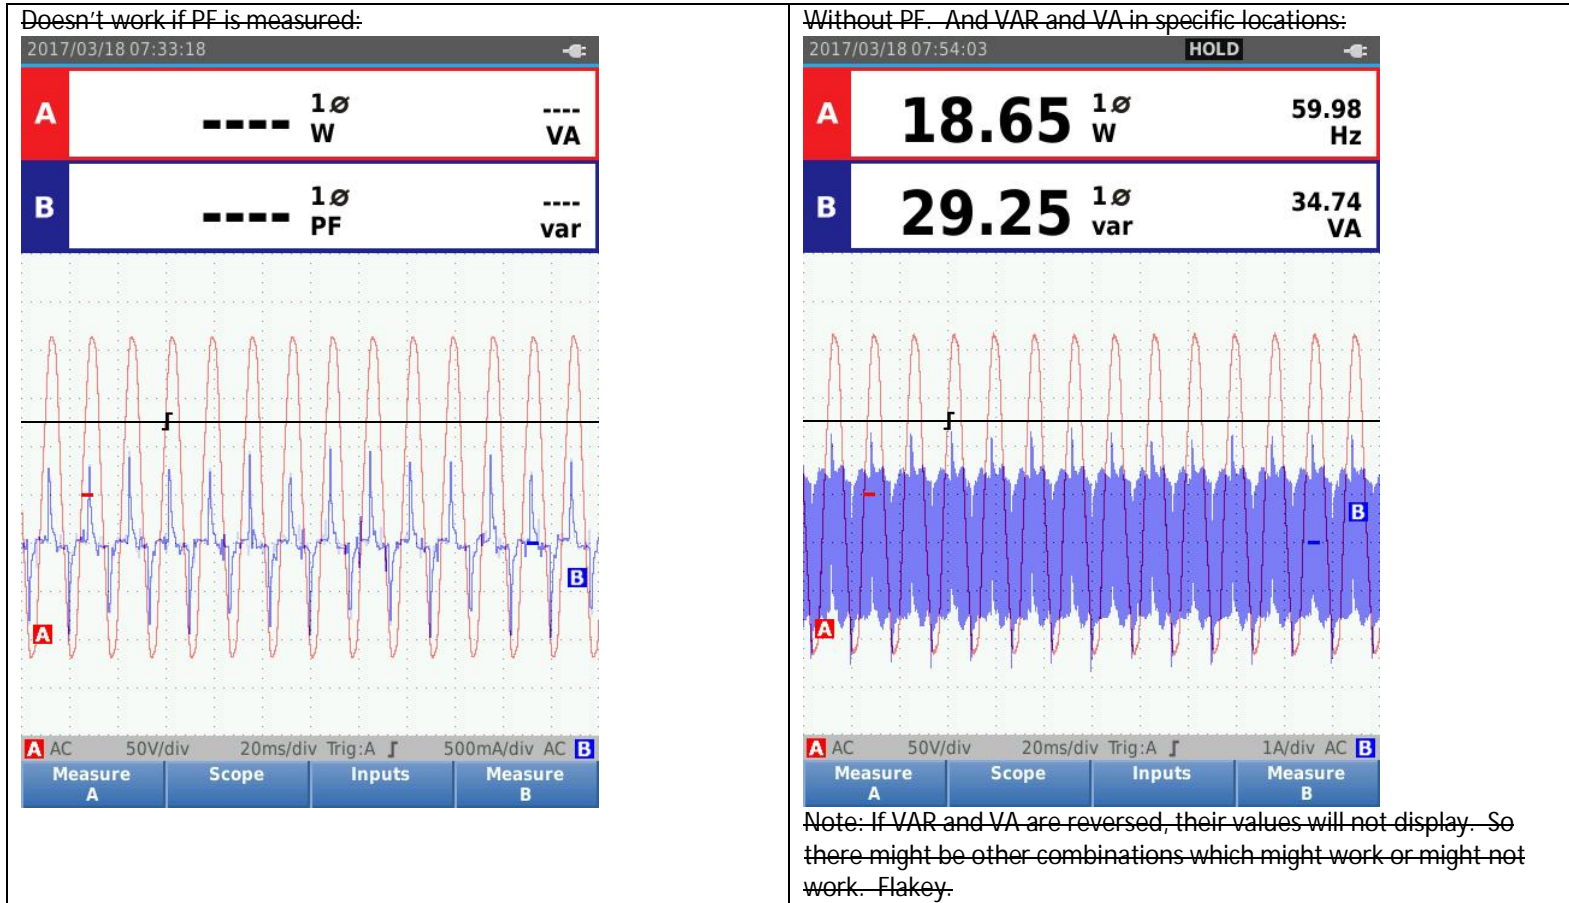 Doesn't work if PF is measured:
2017/03/18 07:33:18
A
---- 1ø W
---- VA
B
---- 1ø PF
---- var
B
A
A AC 50V/div 20ms/div Trig:A ʃ 500mA/div AC B
Measure A
Scope
Inputs
Measure B
Without PF. And VAR and VA in specific locations:
2017/03/18 07:54:03 HOLD
A
18.65 1ø W
59.98 Hz
B
29.25 1ø var
34.74 VA
B
A
A AC 50V/div 20ms/div Trig:A ʃ 1A/div AC B
Measure A
Scope
Inputs
Measure B
Note: If VAR and VA are reversed, their values will not display. So
there might be other combinations which might work or might not
work. Flakey.